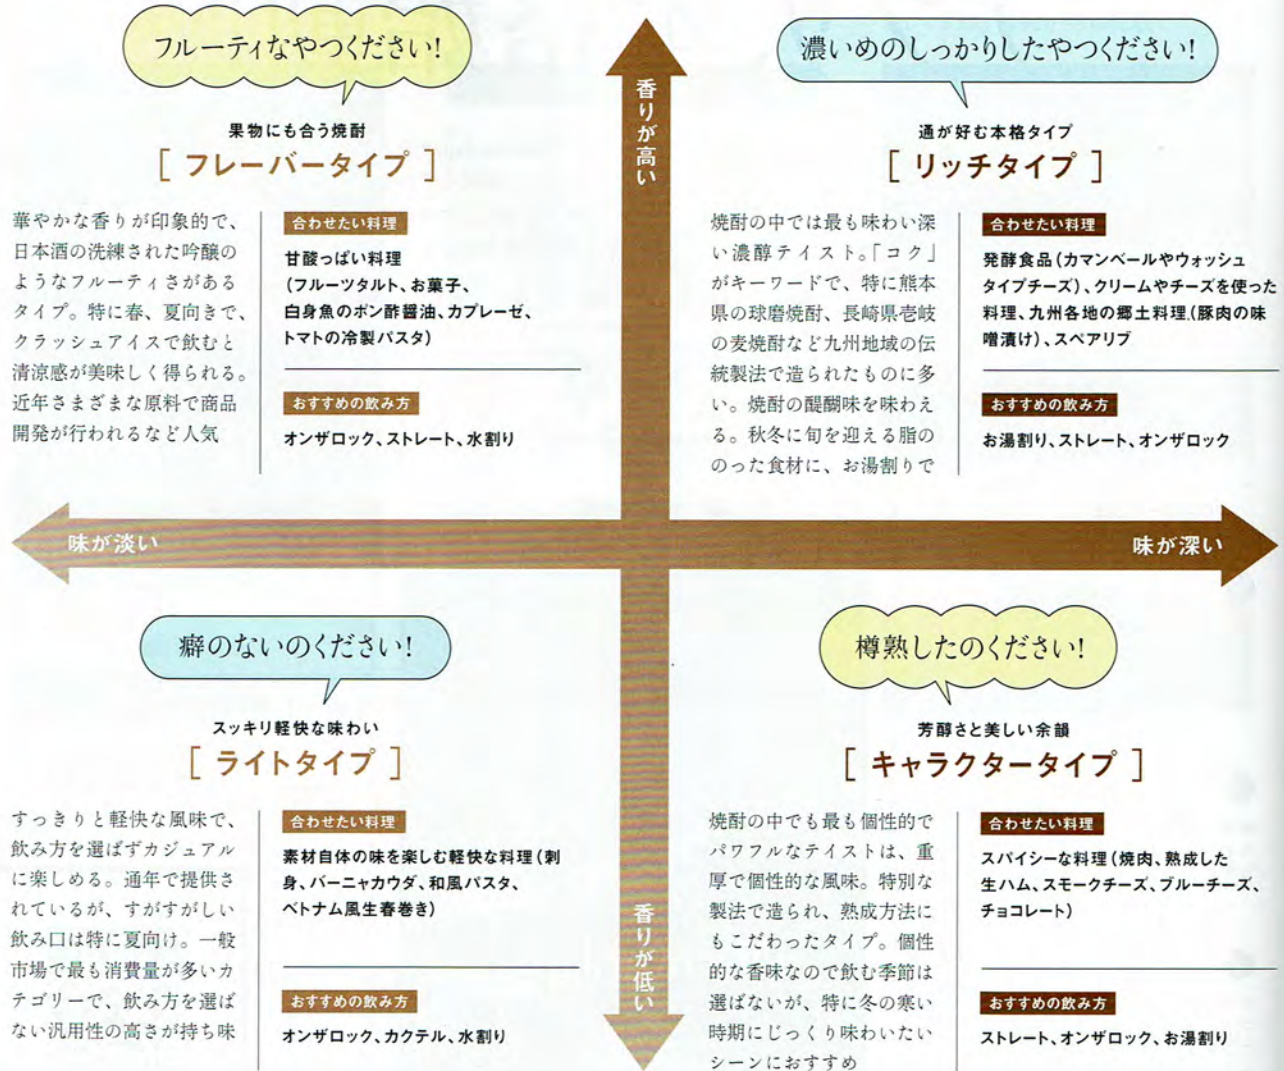 フルーティなやつください!
果物にも合う焼酎
[ フレーバータイプ ]
華やかな香りが印象的で、
日本酒の洗練された吟醸の
ようなフルーティさがある
タイプ。特に春、夏向きで、
クラッシュアイスで飲むと
清涼感が美味しく得られる。
近年さまざまな原料で商品
開発が行われるなど人気
合わせたい料理
甘酸っぱい料理
(フルーツタルト、お菓子、
白身魚のポン酢醤油、カプレーゼ、
トマトの冷製パスタ)
おすすめの飲み方
オンザロック、ストレート、水割り
香りが高い
濃いめのしっかりしたやつください!
通が好む本格タイプ
[ リッチタイプ ]
焼酎の中では最も味わい深
い濃醇テイスト。「コク」
がキーワードで、特に熊本
県の球磨焼酎、長崎県壱岐
の麦焼酎など九州地域の伝
統製法で造られたものに多
い。焼酎の醍醐味を味わえ
る。秋冬に旬を迎える脂の
のった食材に、お湯割りで
合わせたい料理
発酵食品(カマンベールやウォッシュ
タイプチーズ)、クリームやチーズを使った
料理、九州各地の郷土料理(豚肉の味
噌漬け)、スペアリブ
おすすめの飲み方
お湯割り、ストレート、オンザロック
味が淡い
味が深い
癖のないのください!
スッキリ軽快な味わい
[ ライトタイプ ]
すっきりと軽快な風味で、
飲み方を選ばずカジュアル
に楽しめる。通年で提供さ
れているが、すがすがしい
飲み口は特に夏向け。一般
市場で最も消費量が多いカ
テゴリーで、飲み方を選ば
ない汎用性の高さが持ち味
合わせたい料理
素材自体の味を楽しむ軽快な料理(刺
身、バーニャカウダ、和風パスタ、
ベトナム風生春巻き)
おすすめの飲み方
オンザロック、カクテル、水割り
香りが低い
樽熟したのください!
芳醇さと美しい余韻
[ キャラクタータイプ ]
焼酎の中でも最も個性的で
パワフルなテイストは、重
厚で個性的な風味。特別な
製法で造られ、熟成方法に
もこだわったタイプ。個性
的な香味なので飲む季節は
選ばないが、特に冬の寒い
時期にじっくり味わいたい
シーンにおすすめ
合わせたい料理
スパイシーな料理(焼肉、熟成した
生ハム、スモークチーズ、ブルーチーズ、
チョコレート)
おすすめの飲み方
ストレート、オンザロック、お湯割り